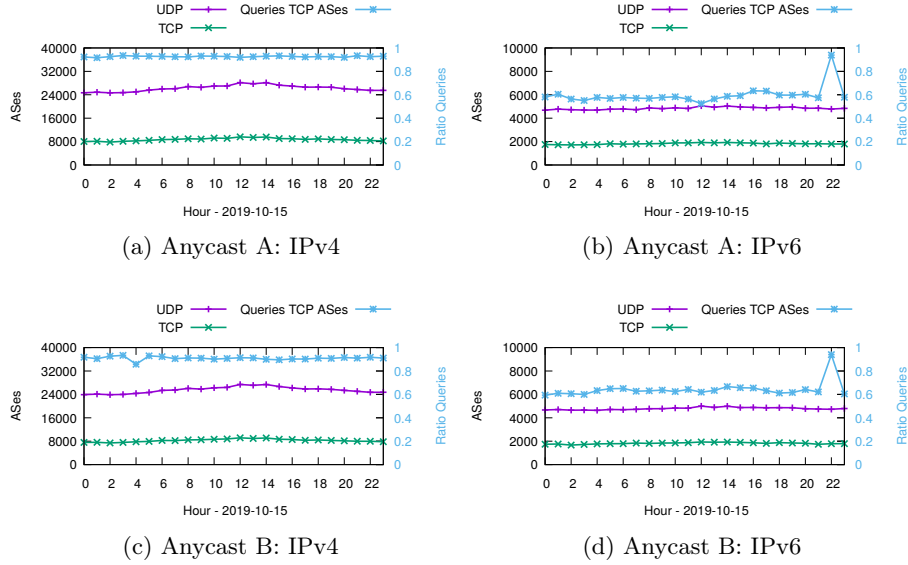 UDP
Queries TCP ASes
TCP
40000
32000
24000
16000
8000
0
ASes
1
0.8
0.6
0.4
0.2
0
Ratio Queries
0 2 4 6 8 10 12 14 16 18 20 22
Hour - 2019-10-15
(a) Anycast A: IPv4
UDP
Queries TCP ASes
TCP
10000
8000
6000
4000
2000
0
ASes
1
0.8
0.6
0.4
0.2
0
Ratio Queries
0 2 4 6 8 10 12 14 16 18 20 22
Hour - 2019-10-15
(b) Anycast A: IPv6
UDP
Queries TCP ASes
TCP
40000
32000
24000
16000
8000
0
ASes
1
0.8
0.6
0.4
0.2
0
Ratio Queries
0 2 4 6 8 10 12 14 16 18 20 22
Hour - 2019-10-15
(c) Anycast B: IPv4
UDP
Queries TCP ASes
TCP
10000
8000
6000
4000
2000
0
ASes
1
0.8
0.6
0.4
0.2
0
Ratio Queries
0 2 4 6 8 10 12 14 16 18 20 22
Hour - 2019-10-15
(d) Anycast B: IPv6